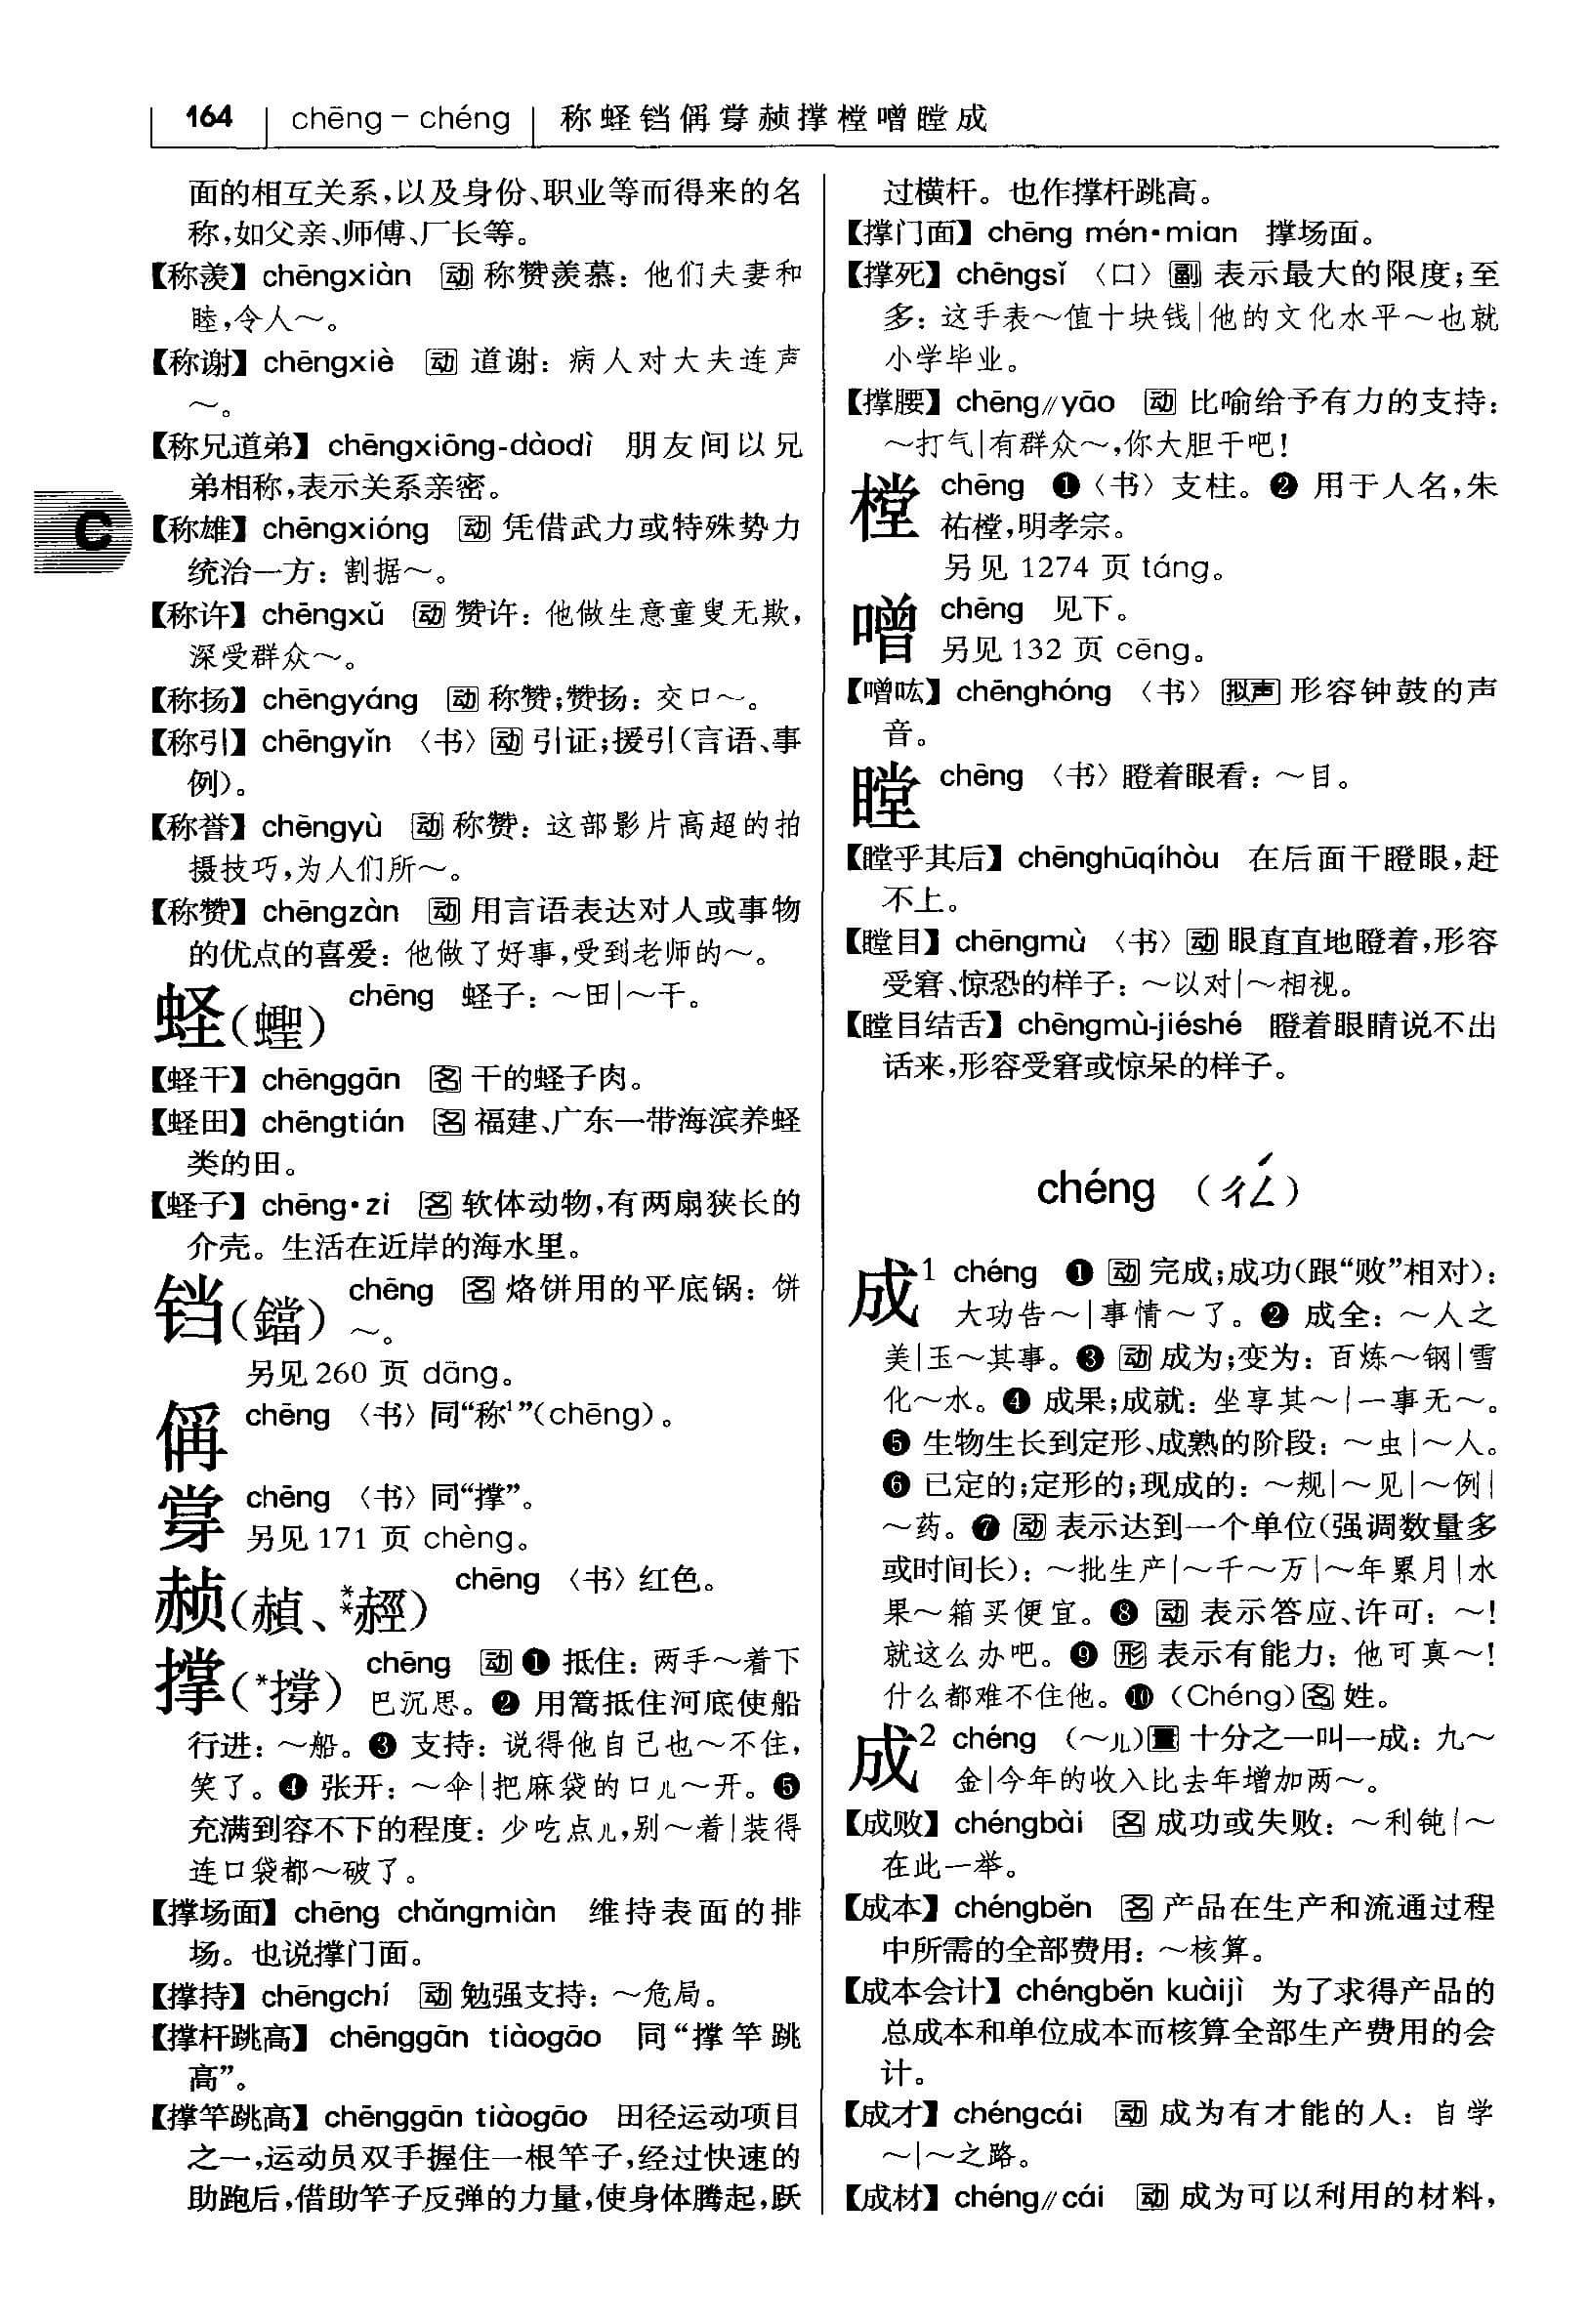 164 chēng－chéng 称蛏铛偁牚赪撑樘噌瞠成
面的相互关系,以及身份、职业等而得来的名
称,如父亲、师傅、厂长等。
【称羡】chēngxiàn 动 称赞羡慕：他们夫妻和
睦,令人～。
【称谢】chēngxiè 动 道谢：病人对大夫连声
～。
【称兄道弟】chēngxiōng-dàodì 朋友间以兄
弟相称,表示关系亲密。
【称雄】chēngxióng 动 凭借武力或特殊势力
统治一方：割据～。
【称许】chēngxǔ 动 赞许：他做生意童叟无欺,
深受群众～。
【称扬】chēngyáng 动 称赞;赞扬：交口～。
【称引】chēngyǐn 〈书〉动 引证;援引(言语、事
例)。
【称誉】chēngyù 动 称赞：这部影片高超的拍
摄技巧,为人们所～。
【称赞】chēngzàn 动 用言语表达对人或事物
的优点的喜爱：他做了好事,受到老师的～。
蛏(蟶) chēng 蛏子：～田|～干。
【蛏干】chēnggān 名 干的蛏子肉。
【蛏田】chēngtián 名 福建、广东一带海滨养蛏
类的田。
【蛏子】chēng·zi 名 软体动物,有两扇狭长的
介壳。生活在近岸的海水里。
铛(鐺) chēng 名 烙饼用的平底锅：饼
～。
另见 260 页 dāng。
偁 chēng 〈书〉同“称¹”(chēng)。
牚 chēng 〈书〉同“撑”。
另见 171 页 chèng。
赪(赬、**䞓) chēng 〈书〉红色。
撑(*撐) chēng 动 ❶ 抵住：两手～着下
巴沉思。❷ 用篙抵住河底使船
行进：～船。❸ 支持：说得他自己也～不住,
笑了。❹ 张开：～伞|把麻袋的口儿～开。❺
充满到容不下的程度：少吃点儿,别～着|装得
连口袋都～破了。
【撑场面】chēng chǎngmiàn 维持表面的排
场。也说撑门面。
【撑持】chēngchí 动 勉强支持：～危局。
【撑杆跳高】chēnggān tiàogāo 同“撑竿跳
高”。
【撑竿跳高】chēnggān tiàogāo 田径运动项目
之一,运动员双手握住一根竿子,经过快速的
助跑后,借助竿子反弹的力量,使身体腾起,跃
过横杆。也作撑杆跳高。
【撑门面】chēng mén·mian 撑场面。
【撑死】chēngsǐ 〈口〉副 表示最大的限度;至
多：这手表～值十块钱|他的文化水平～也就
小学毕业。
【撑腰】chēng//yāo 动 比喻给予有力的支持：
～打气|有群众～,你大胆干吧!
樘 chēng ❶〈书〉支柱。❷ 用于人名,朱
祐樘,明孝宗。
另见 1274 页 táng。
噌 chēng 见下。
另见 132 页 cēng。
【噌吰】chēnghóng 〈书〉拟声 形容钟鼓的声
音。
瞠 chēng 〈书〉瞪着眼看：～目。
【瞠乎其后】chēnghūqíhòu 在后面干瞪眼,赶
不上。
【瞠目】chēngmù 〈书〉动 眼直直地瞪着,形容
受窘、惊恐的样子：～以对|～相视。
【瞠目结舌】chēngmù-jiéshé 瞪着眼睛说不出
话来,形容受窘或惊呆的样子。
chéng （ㄔㄥˊ）
成¹ chéng ❶ 动 完成;成功(跟“败”相对)：
大功告～|事情～了。❷ 成全：～人之
美|玉～其事。❸ 动 成为;变为：百炼～钢|雪
化～水。❹ 成果;成就：坐享其～|一事无～。
❺ 生物生长到定形、成熟的阶段：～虫|～人。
❻ 已定的;定形的;现成的：～规|～见|～例|
～药。❼ 动 表示达到一个单位(强调数量多
或时间长)：～批生产|～千～万|～年累月|水
果～箱买便宜。❽ 动 表示答应、许可：～!
就这么办吧。❾ 形 表示有能力：他可真～!
什么都难不住他。❿ (Chéng)名 姓。
成² chéng (～儿)量 十分之一叫一成：九～
金|今年的收入比去年增加两～。
【成败】chéngbài 名 成功或失败：～利钝|～
在此一举。
【成本】chéngběn 名 产品在生产和流通过程
中所需的全部费用：～核算。
【成本会计】chéngběn kuàijì 为了求得产品的
总成本和单位成本而核算全部生产费用的会
计。
【成才】chéngcái 动 成为有才能的人：自学
～|～之路。
【成材】chéng//cái 动 成为可以利用的材料,
C